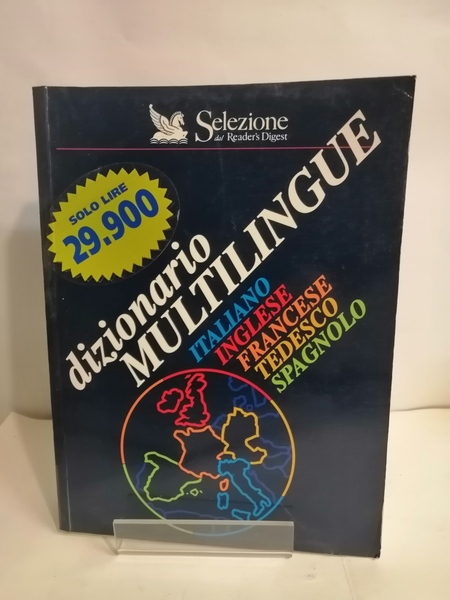 Selezione
dal Reader's Digest
SOLO LIRE
29.900
dizionario
MULTILINGUE
ITALIANO
INGLESE
FRANCESE
TEDESCO
SPAGNOLO